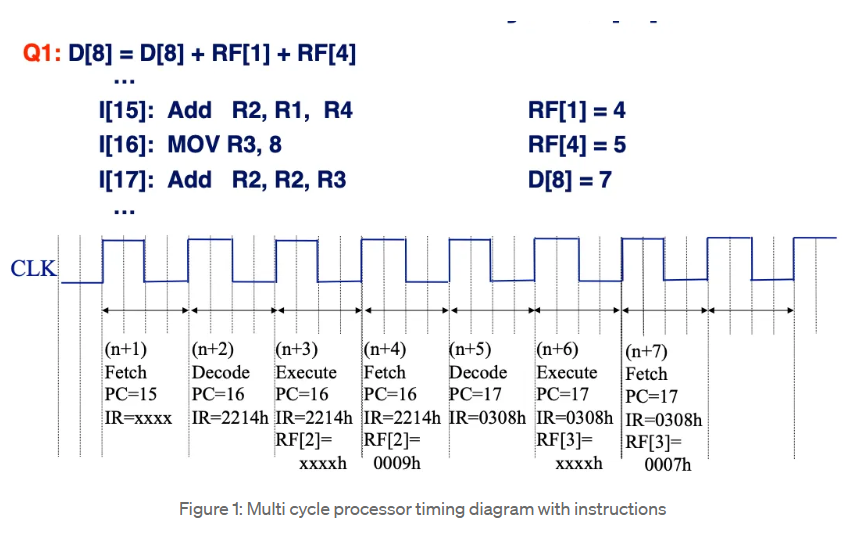 Q1: D[8] = D[8] + RF[1] + RF[4]
...
I[15]: Add R2, R1, R4 RF[1] = 4
I[16]: MOV R3, 8 RF[4] = 5
I[17]: Add R2, R2, R3 D[8] = 7
...
CLK
(n+1) (n+2) (n+3) (n+4) (n+5) (n+6) (n+7)
Fetch Decode Execute Fetch Decode Execute Fetch
PC=15 PC=16 PC=16 PC=16 PC=17 PC=17 PC=17
IR=xxxx IR=2214h IR=2214h IR=2214h IR=0308h IR=0308h IR=0308h
RF[2]= RF[2]= RF[3]= RF[3]=
xxxxh 0009h xxxxh 0007h
Figure 1: Multi cycle processor timing diagram with instructions